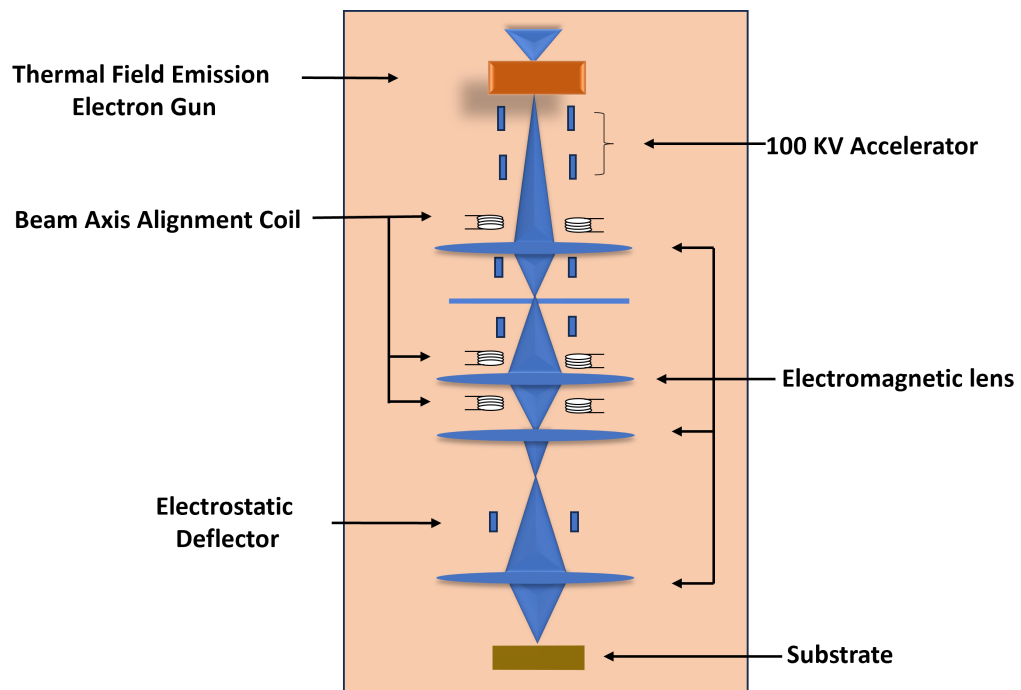 Thermal Field Emission
Electron Gun
100 KV Accelerator
Beam Axis Alignment Coil
Electromagnetic lens
Electrostatic
Deflector
Substrate